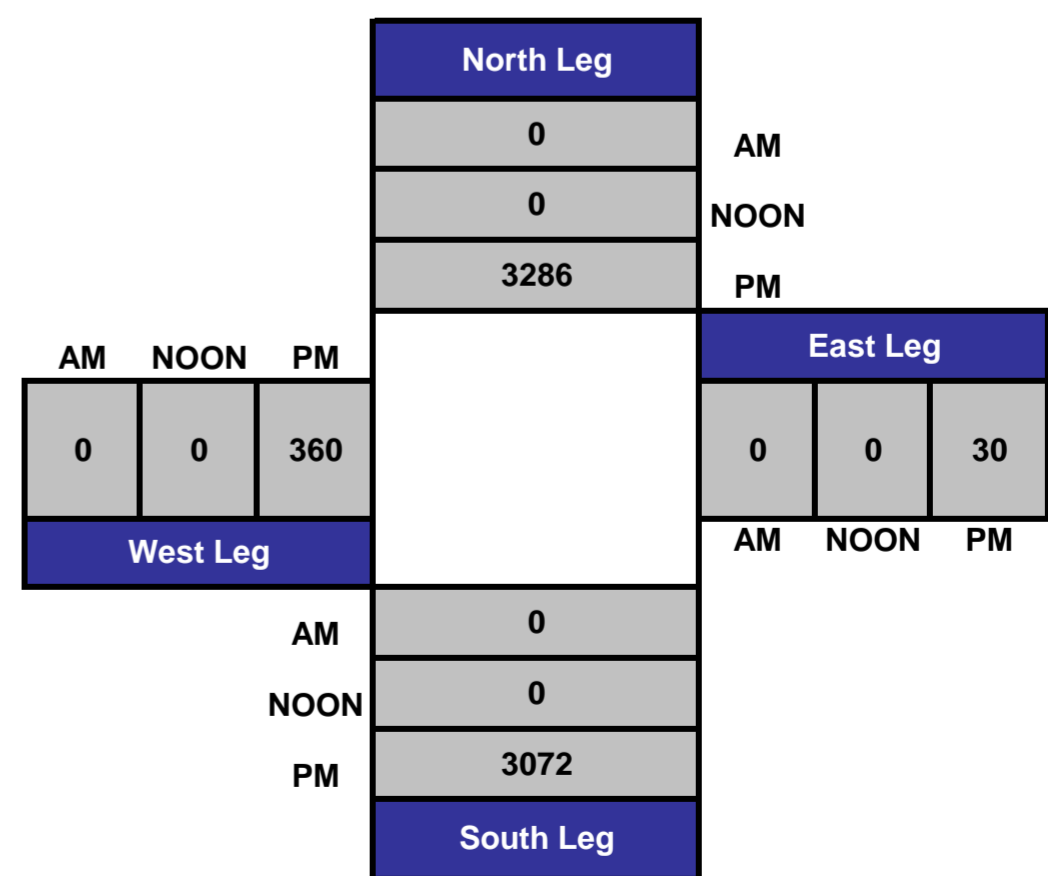 North Leg
0 AM
0 NOON
3286 PM
East Leg
AM NOON PM
0 0 360
0 0 30
West Leg
AM NOON PM
AM 0
NOON 0
PM 3072
South Leg